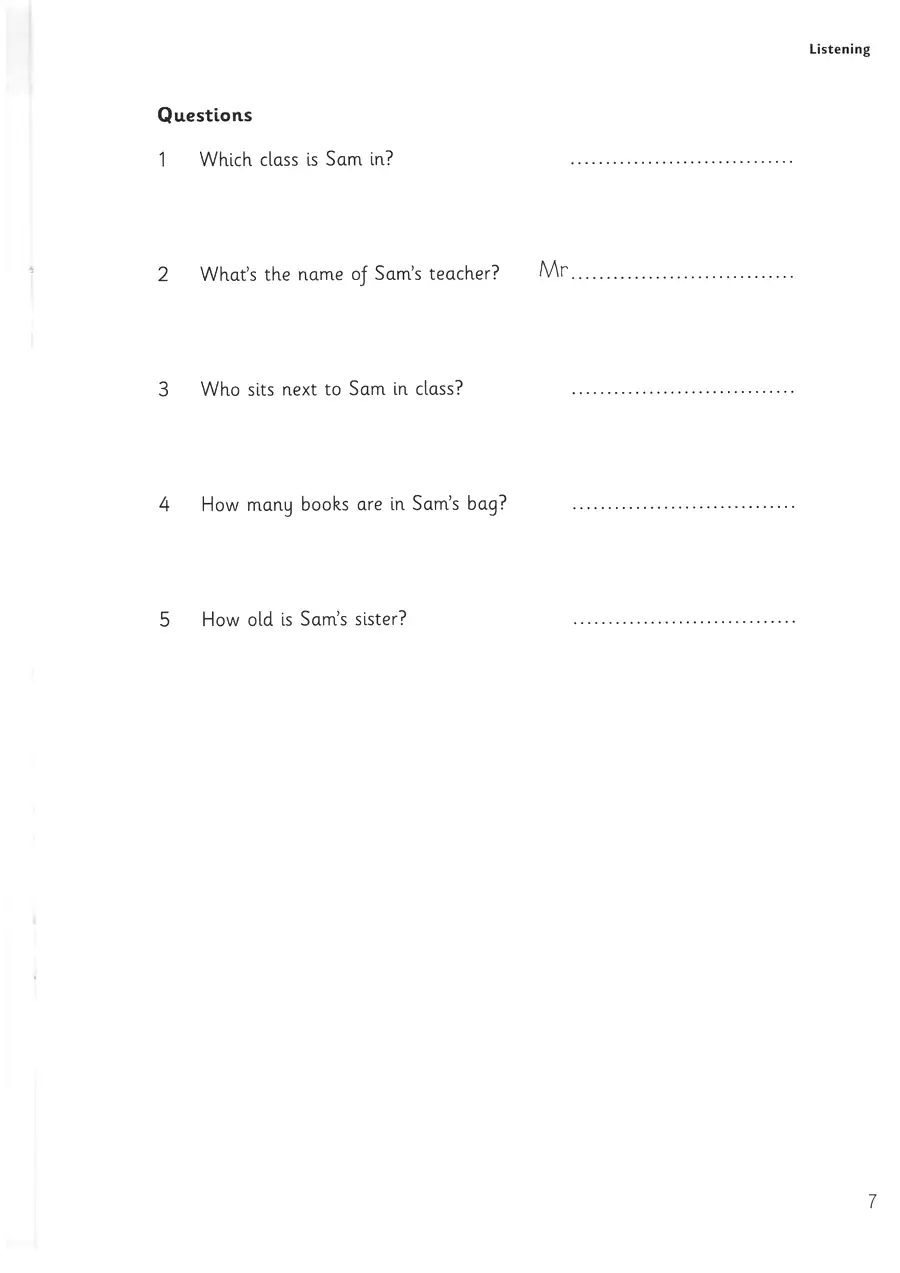 Listening
Questions
1 Which class is Sam in? ................................
2 What's the name of Sam's teacher? Mr................................
3 Who sits next to Sam in class? ................................
4 How many books are in Sam's bag? ................................
5 How old is Sam's sister? ................................
7